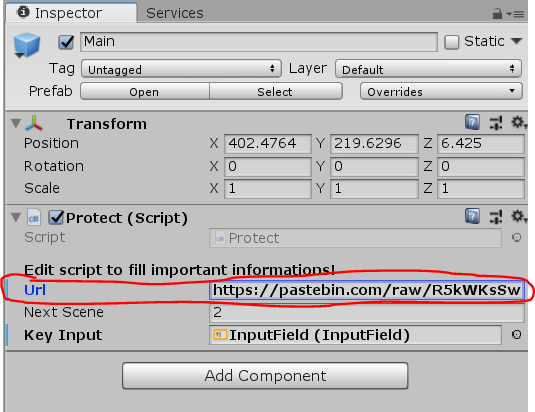 Inspector Services
Main Static
Tag Untagged Layer Default
Prefab Open Select Overrides
Transform
Position X 402.4764 Y 219.6296 Z 6.425
Rotation X 0 Y 0 Z 0
Scale X 1 Y 1 Z 1
c# Protect (Script)
Script Protect
Edit script to fill important informations!
Url https://pastebin.com/raw/R5kWKsSw
Next Scene 2
Key Input InputField (InputField)
Add Component